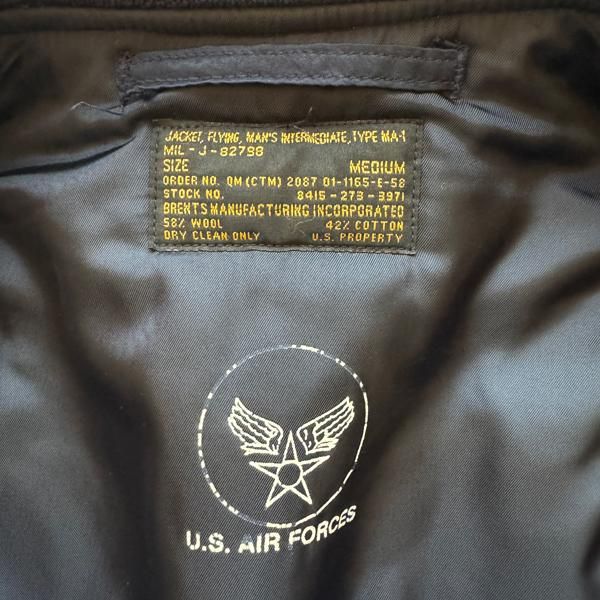 JACKET, FLYING, MAN'S INTERMEDIATE, TYPE MA-1
MIL - J - 82798
SIZE MEDIUM
ORDER NO. QM (CTM) 2087 01-1165-E-58
STOCK NO. 8415 - 273 - 3971
BRENTS MANUFACTURING INCORPORATED
58% WOOL 42% COTTON
DRY CLEAN ONLY U.S. PROPERTY
U.S. AIR FORCES